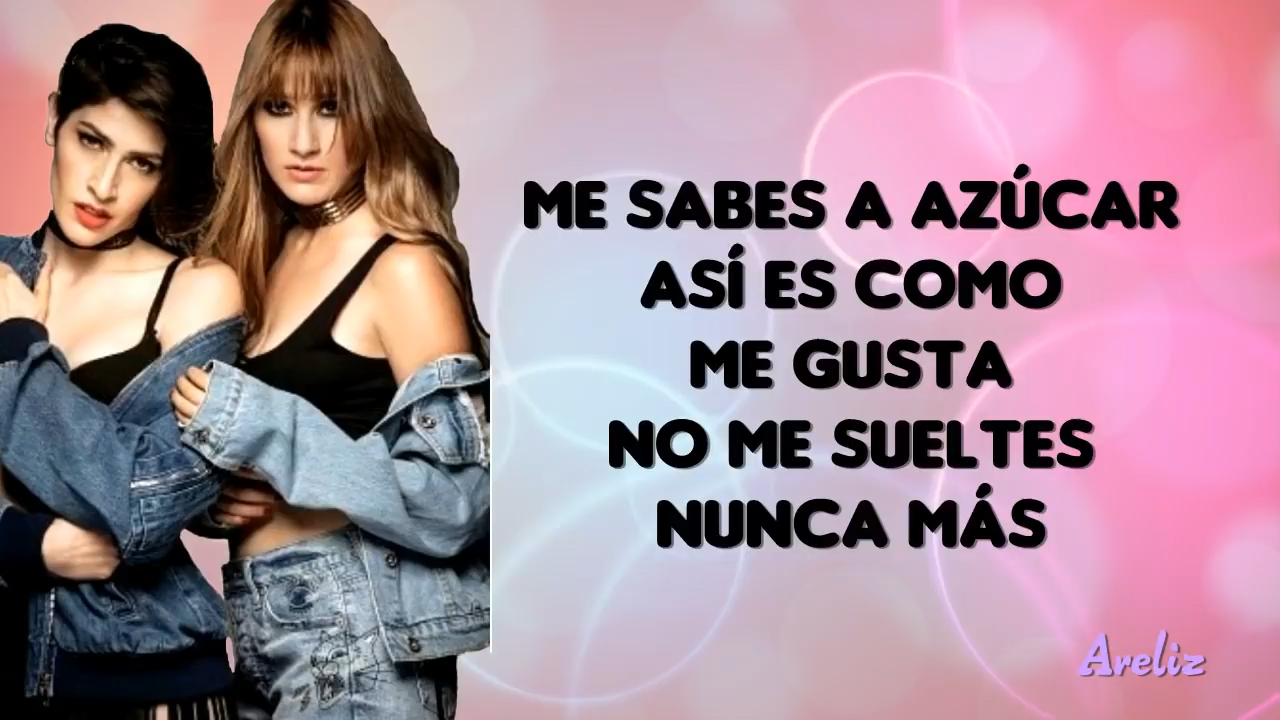 ME SABES A AZÚCAR
ASÍ ES COMO
ME GUSTA
NO ME SUELTES
NUNCA MÁS
Areliz